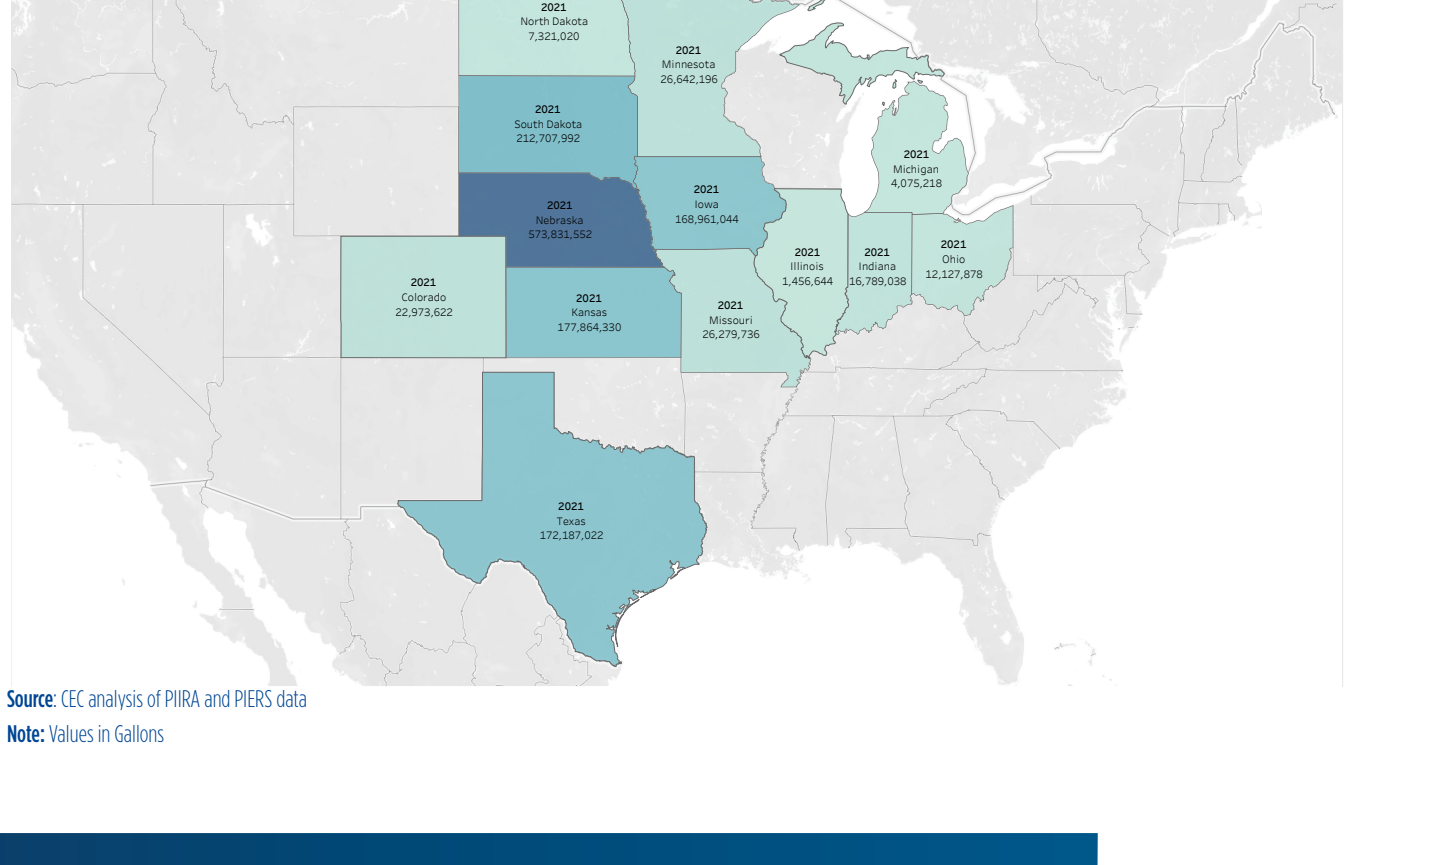 2021
North Dakota
7,321,020
2021
Minnesota
26,642,196
2021
South Dakota
212,707,992
2021
Michigan
4,075,218
2021
Nebraska
573,831,552
2021
Iowa
168,961,044
2021
Illinois
1,456,644
2021
Indiana
16,789,038
2021
Ohio
12,127,878
2021
Colorado
22,973,622
2021
Kansas
177,864,330
2021
Missouri
26,279,736
2021
Texas
172,187,022
Source: CEC analysis of PIIRA and PIERS data
Note: Values in Gallons